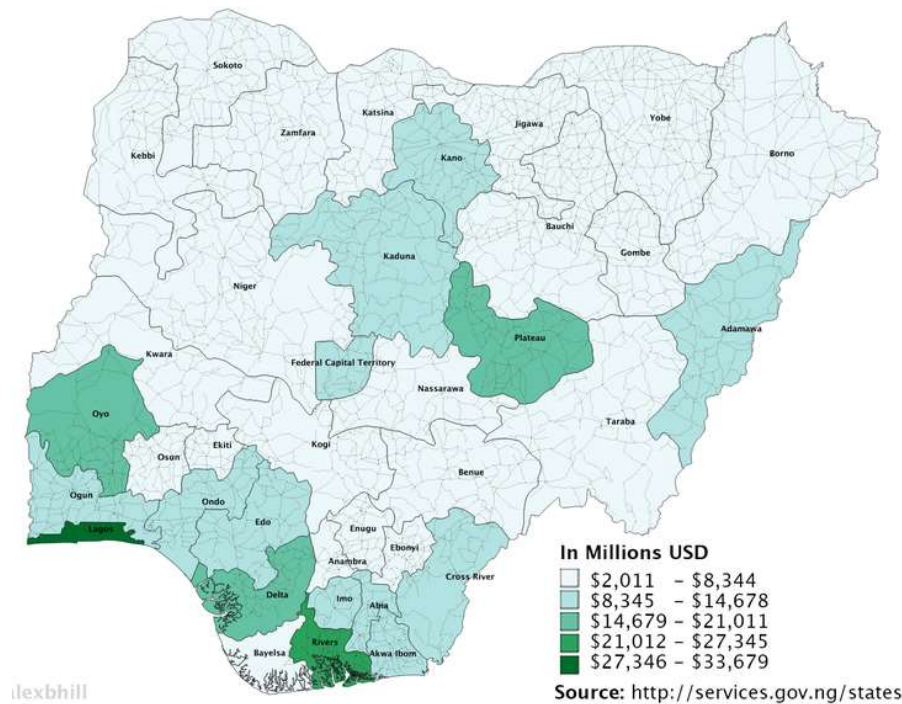 Sokoto
Katsina
Jigawa
Yobe
Zamfara
Kebbi
Kano
Borno
Bauchi
Gombe
Kaduna
Niger
Adamawa
Plateau
Kwara
Federal Capital Territory
Nassarawa
Oyo
Taraba
Kogi
Ekiti
Osun
Benue
Ogun
Ondo
Edo
Lagos
Enugu
Ebonyi
Anambra
Cross River
Delta
Imo
Abia
Rivers
Bayelsa
Akwa Ibom
In Millions USD
$2,011 – $8,344
$8,345 – $14,678
$14,679 – $21,011
$21,012 – $27,345
$27,346 – $33,679
Source: http://services.gov.ng/states
lexbhill